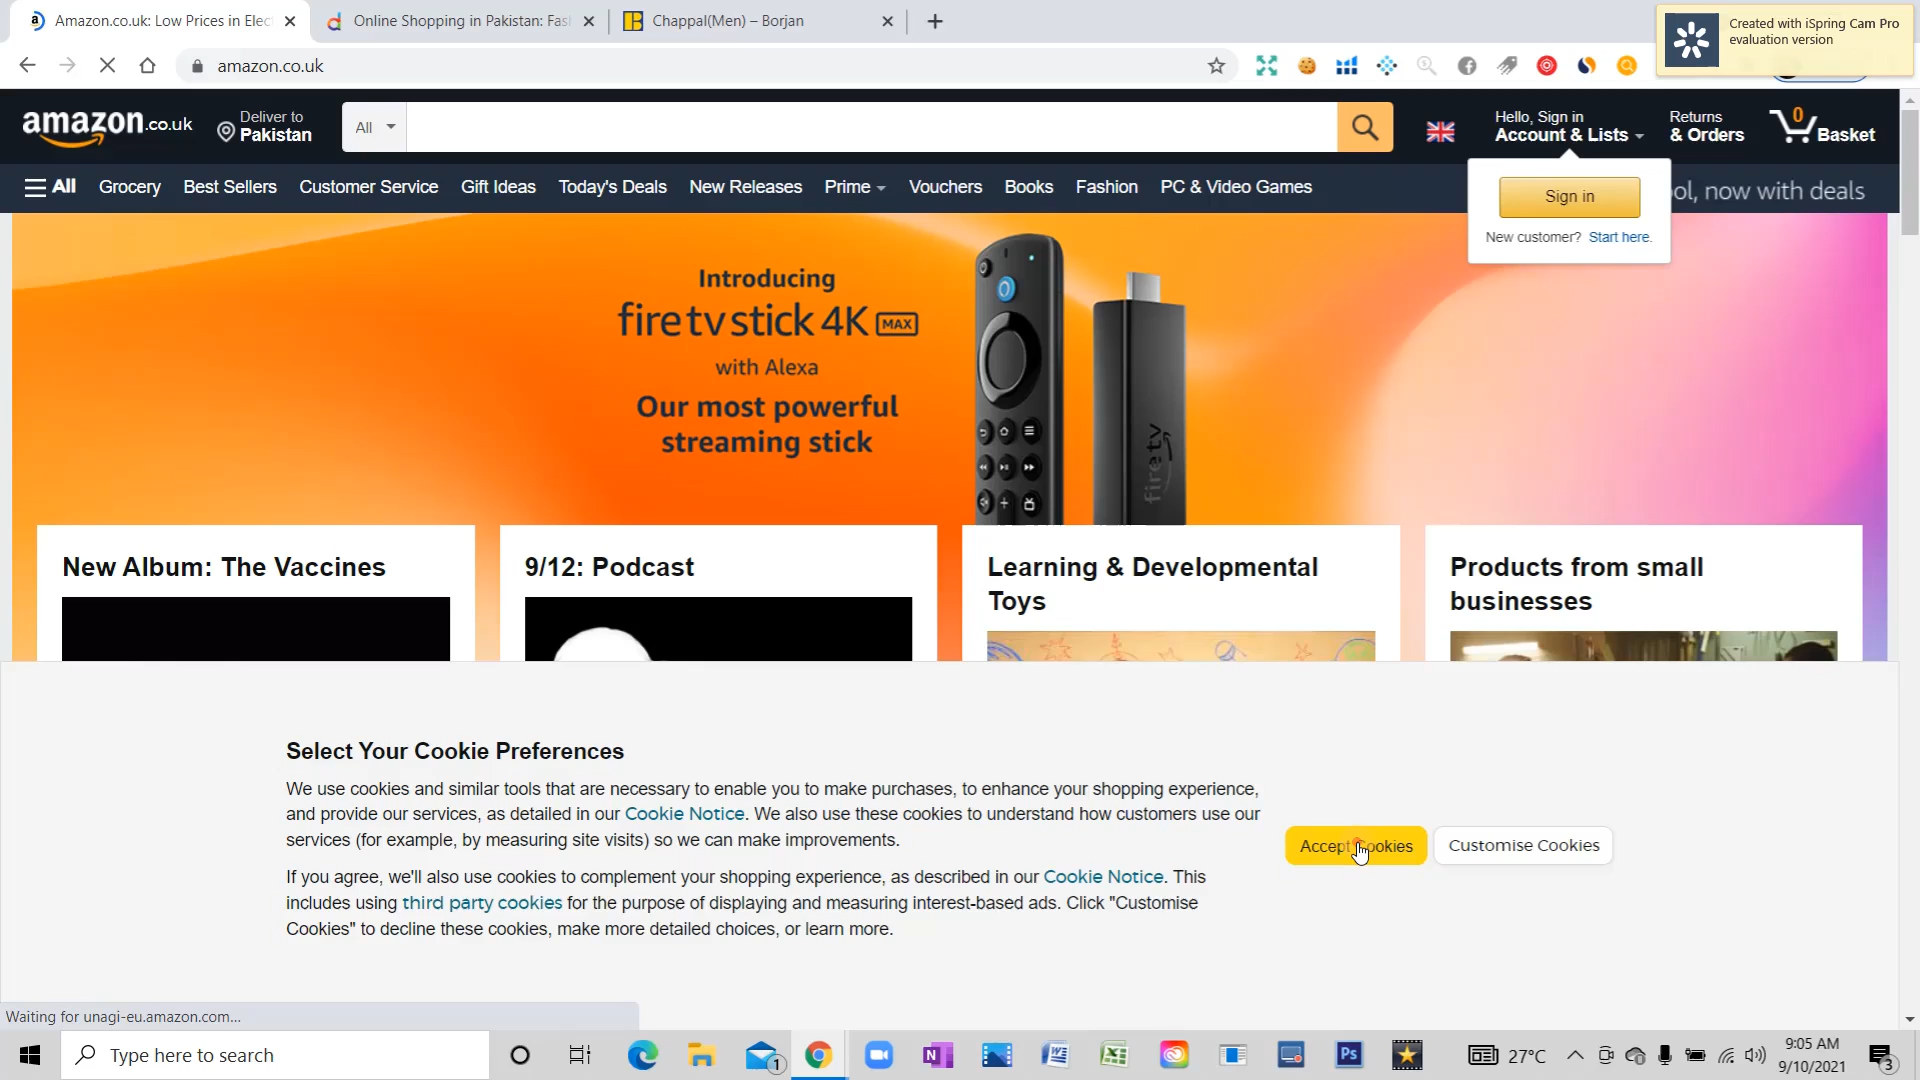 Amazon.co.uk: Low Prices in Elec
Online Shopping in Pakistan: Fas
Chappal(Men) – Borjan
Created with iSpring Cam Pro
evaluation version
amazon.co.uk
amazon.co.uk
Deliver to
Pakistan
All
Hello, Sign in
Account & Lists
Returns
& Orders
0
Basket
All
Grocery
Best Sellers
Customer Service
Gift Ideas
Today's Deals
New Releases
Prime
Vouchers
Books
Fashion
PC & Video Games
ol, now with deals
Sign in
New customer? Start here.
Introducing
fire tv stick 4K MAX
with Alexa
Our most powerful
streaming stick
fire tv
New Album: The Vaccines
9/12: Podcast
Learning & Developmental
Toys
Products from small
businesses
Select Your Cookie Preferences
We use cookies and similar tools that are necessary to enable you to make purchases, to enhance your shopping experience,
and provide our services, as detailed in our Cookie Notice. We also use these cookies to understand how customers use our
services (for example, by measuring site visits) so we can make improvements.
If you agree, we'll also use cookies to complement your shopping experience, as described in our Cookie Notice. This
includes using third party cookies for the purpose of displaying and measuring interest-based ads. Click "Customise
Cookies" to decline these cookies, make more detailed choices, or learn more.
Accept Cookies
Customise Cookies
Waiting for unagi-eu.amazon.com...
Type here to search
1
N
W
X
Ps
27°C
9:05 AM
9/10/2021
3